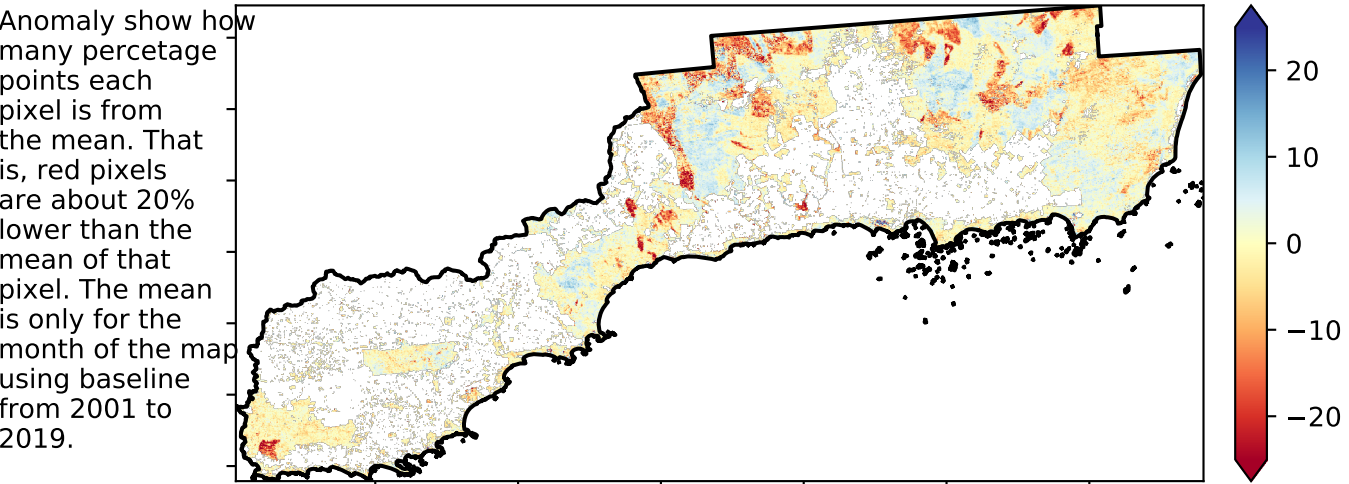 Anomaly show how
many percetage
points each
pixel is from
the mean. That
is, red pixels
are about 20%
lower than the
mean of that
pixel. The mean
is only for the
month of the map
using baseline
from 2001 to
2019.
20
10
0
−10
−20